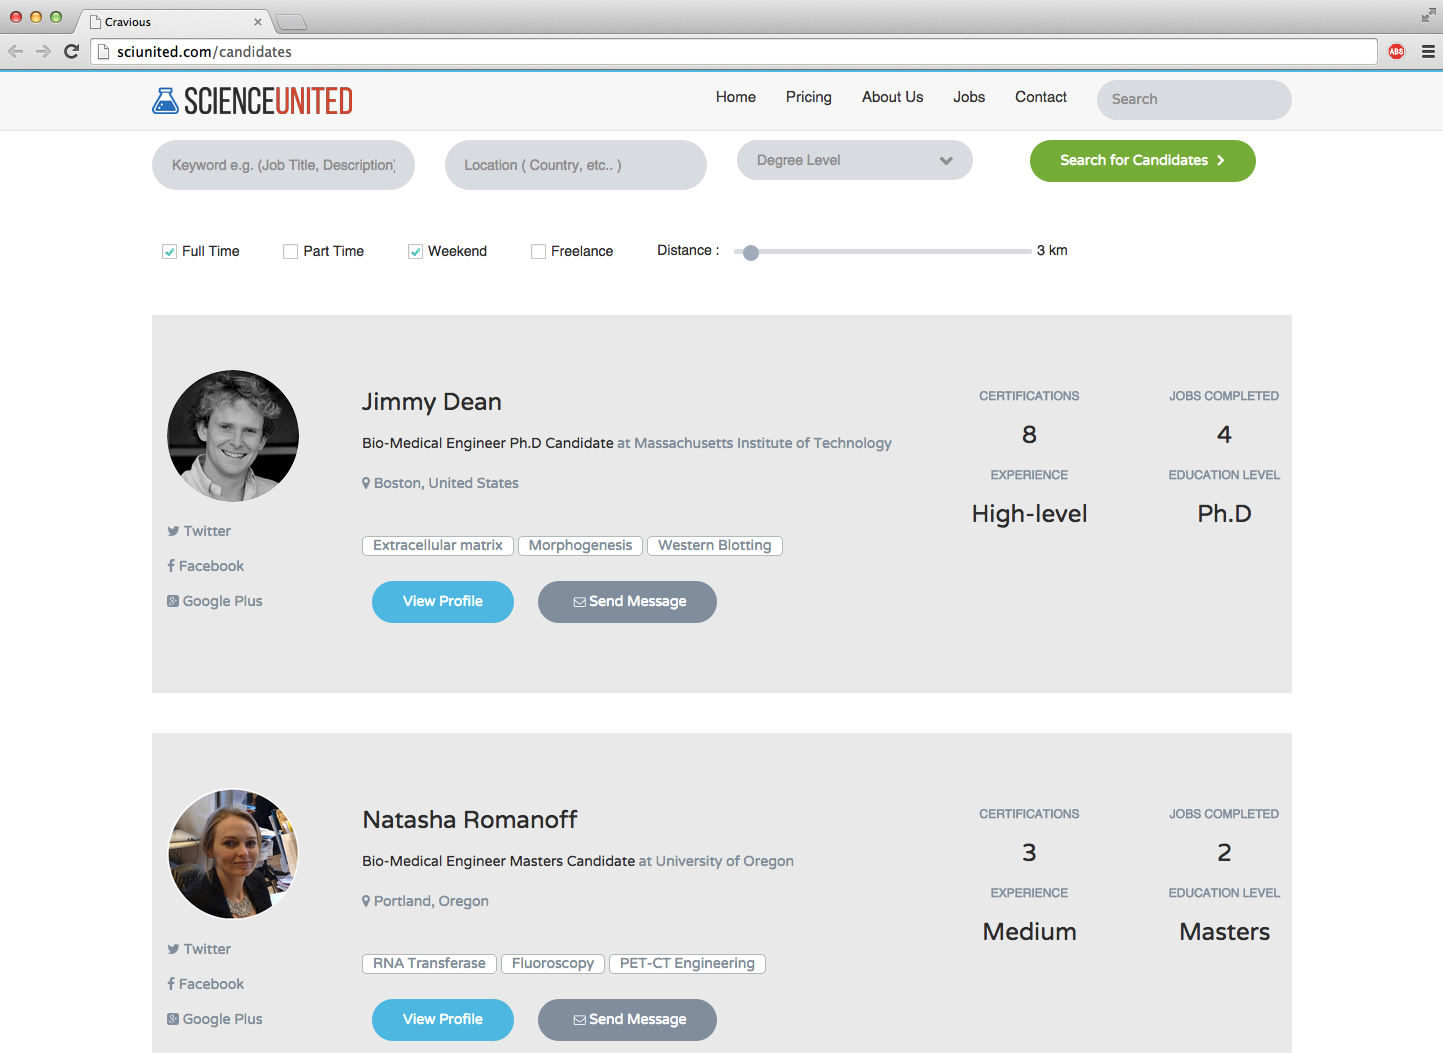 Cravious
sciunited.com/candidates
ABS
SCIENCEUNITED
Home Pricing About Us Jobs Contact Search
Keyword e.g. (Job Title, Description) Location ( Country, etc.. ) Degree Level Search for Candidates
Full Time Part Time Weekend Freelance Distance : 3 km
Jimmy Dean
Bio-Medical Engineer Ph.D Candidate at Massachusetts Institute of Technology
Boston, United States
Extracellular matrix Morphogenesis Western Blotting
View Profile Send Message
Twitter
Facebook
Google Plus
CERTIFICATIONS JOBS COMPLETED
8 4
EXPERIENCE EDUCATION LEVEL
High-level Ph.D
Natasha Romanoff
Bio-Medical Engineer Masters Candidate at University of Oregon
Portland, Oregon
RNA Transferase Fluoroscopy PET-CT Engineering
View Profile Send Message
Twitter
Facebook
Google Plus
CERTIFICATIONS JOBS COMPLETED
3 2
EXPERIENCE EDUCATION LEVEL
Medium Masters